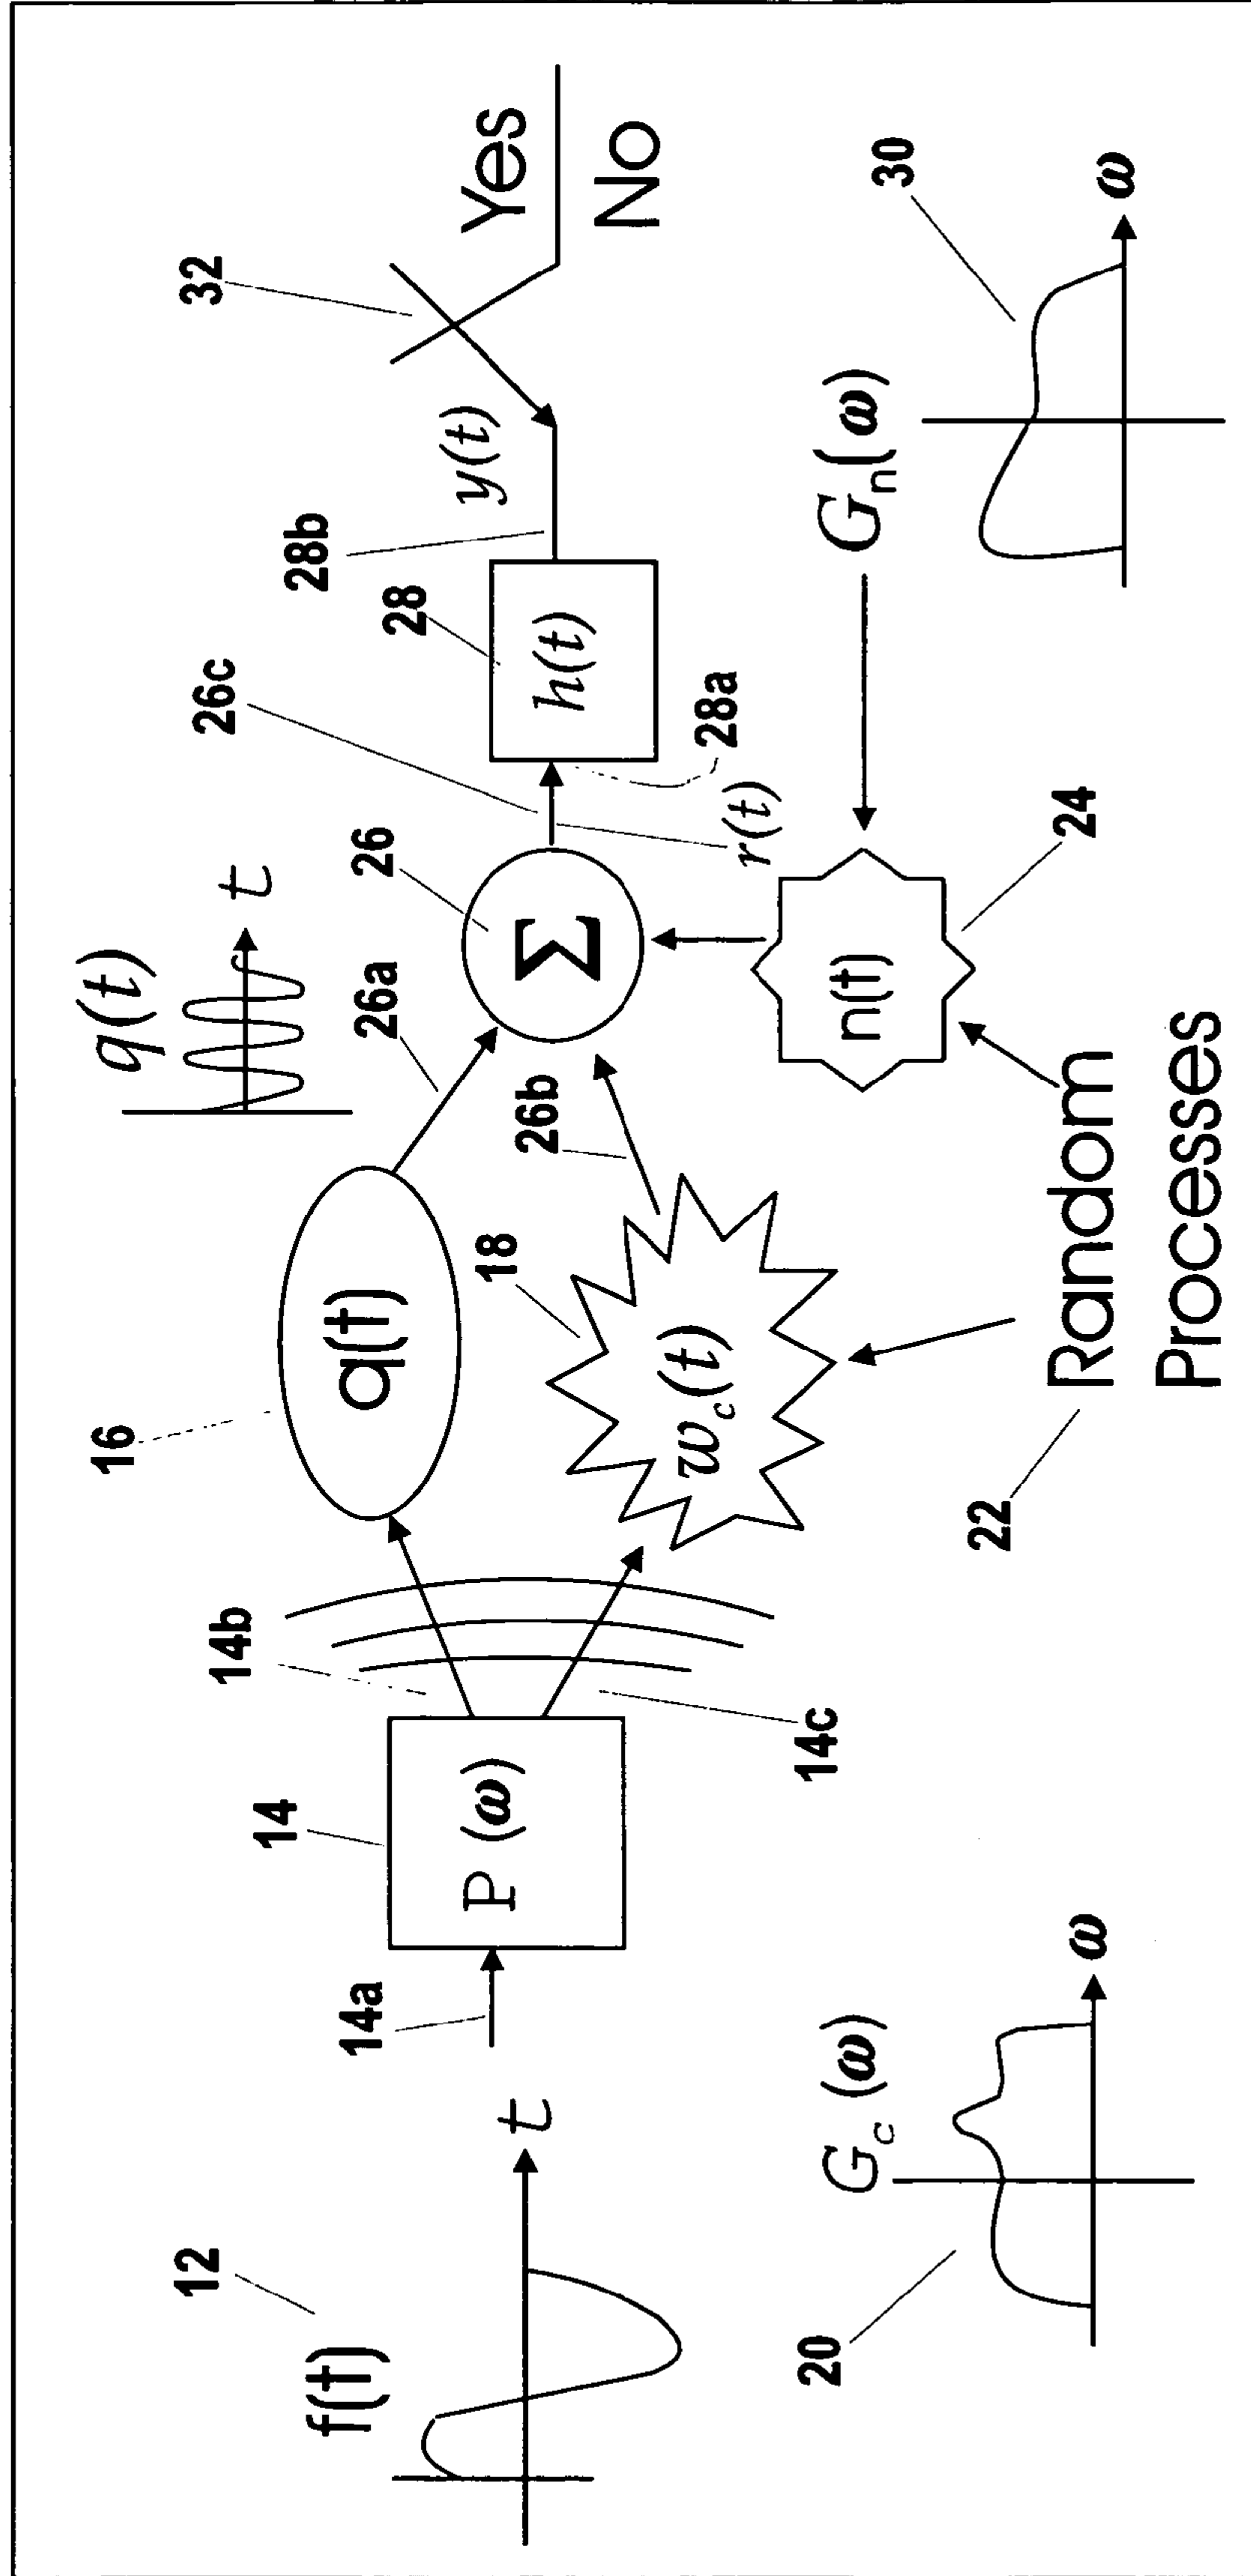 12
f(t)
t
14a
14
P (ω)
14b
14c
16
q(t)
18
w_c(t)
q(t)
t
26a
26b
26
Σ
26c
r(t)
28a
28
h(t)
28b
y(t)
32
Yes
No
20
G_c (ω)
ω
22
Random
Processes
n(t)
24
G_n(ω)
30
ω